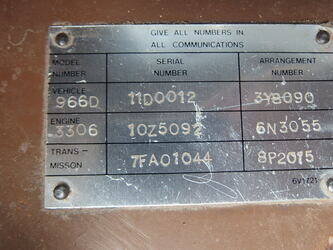 GIVE ALL NUMBERS IN
ALL COMMUNICATIONS
MODEL NUMBER SERIAL NUMBER ARRANGEMENT NUMBER
VEHICLE 966D 11D0012 3Y8090
ENGINE 3306 10Z5092 6N3055
TRANS- MISSON 7FA01044 8P2015
6V1721